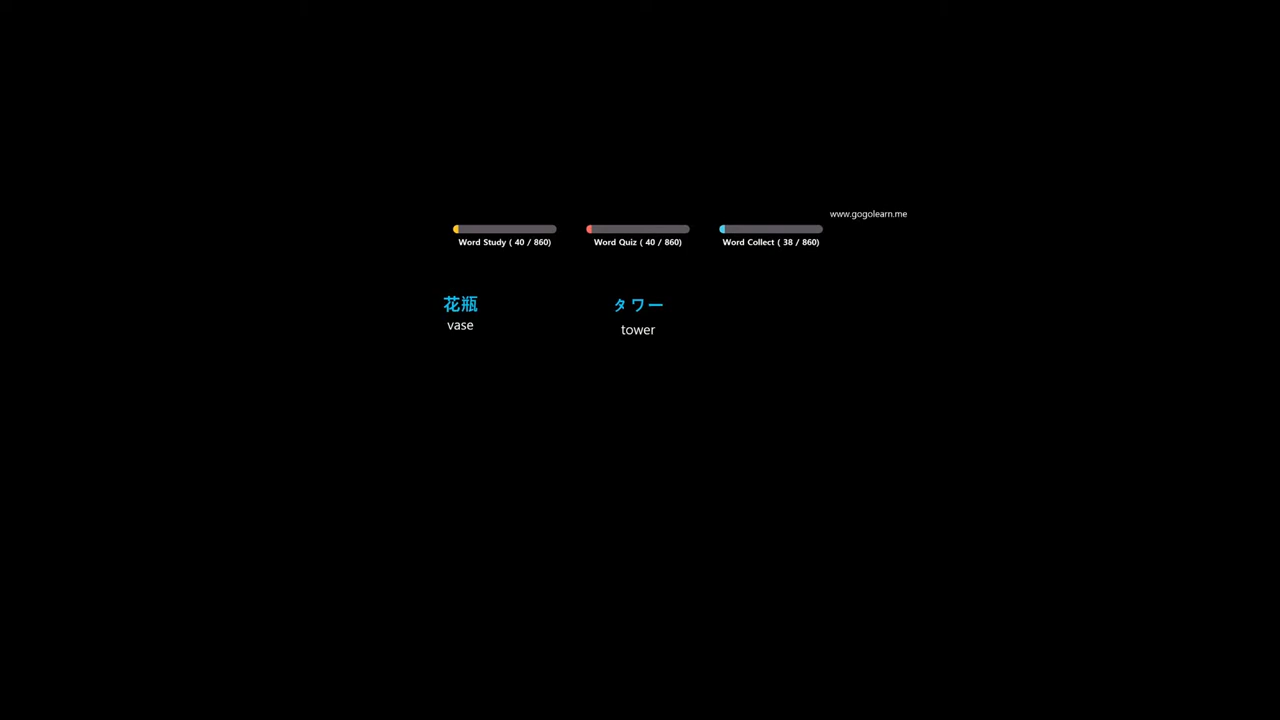 www.gogolearn.me
Word Study ( 40 / 860)
Word Quiz ( 40 / 860)
Word Collect ( 38 / 860)
花瓶
vase
タワー
tower